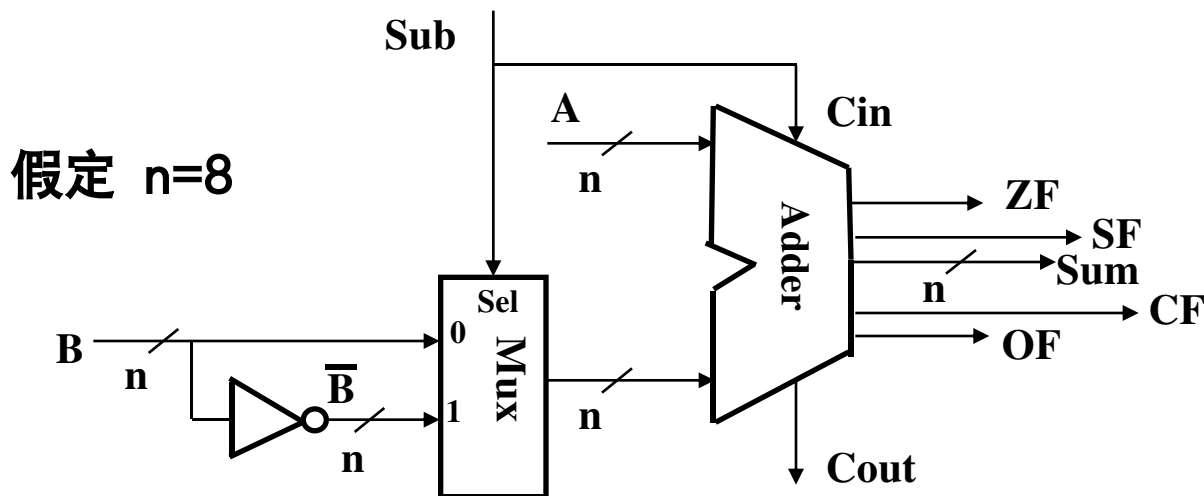 Sub
A
Cin
假定 n=8
n
ZF
Adder
SF
Sum
n
Sel
CF
0
B
Mux
OF
n
B̅
1
n
n
Cout